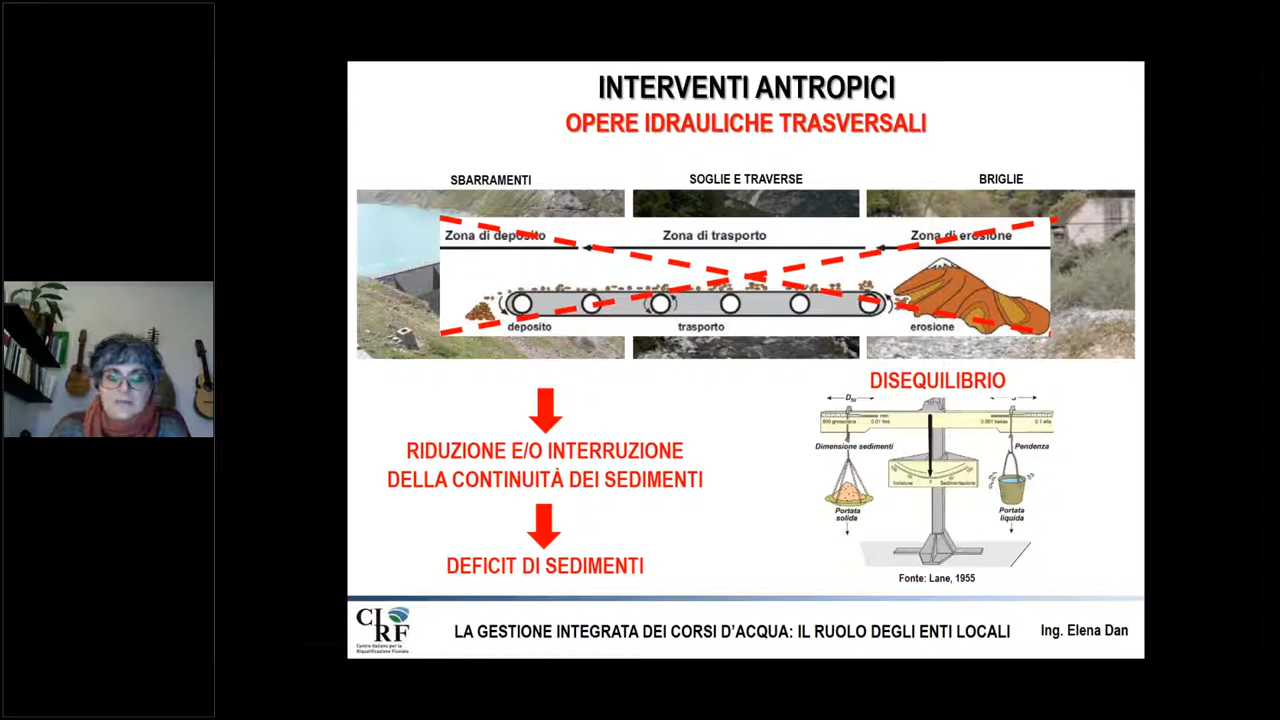 INTERVENTI ANTROPICI
OPERE IDRAULICHE TRASVERSALI
SBARRAMENTI
SOGLIE E TRAVERSE
BRIGLIE
Zona di deposito
Zona di trasporto
Zona di erosione
deposito
trasporto
erosione
DISEQUILIBRIO
RIDUZIONE E/O INTERRUZIONE
DELLA CONTINUITÀ DEI SEDIMENTI
DEFICIT DI SEDIMENTI
D50
Dimensione sedimenti
Pendenza
Incisione
Sedimentazione
Portata
solida
Portata
liquida
Fonte: Lane, 1955
CIRF
Centro Italiano per la
Riqualificazione Fluviale
LA GESTIONE INTEGRATA DEI CORSI D'ACQUA: IL RUOLO DEGLI ENTI LOCALI
Ing. Elena Dan